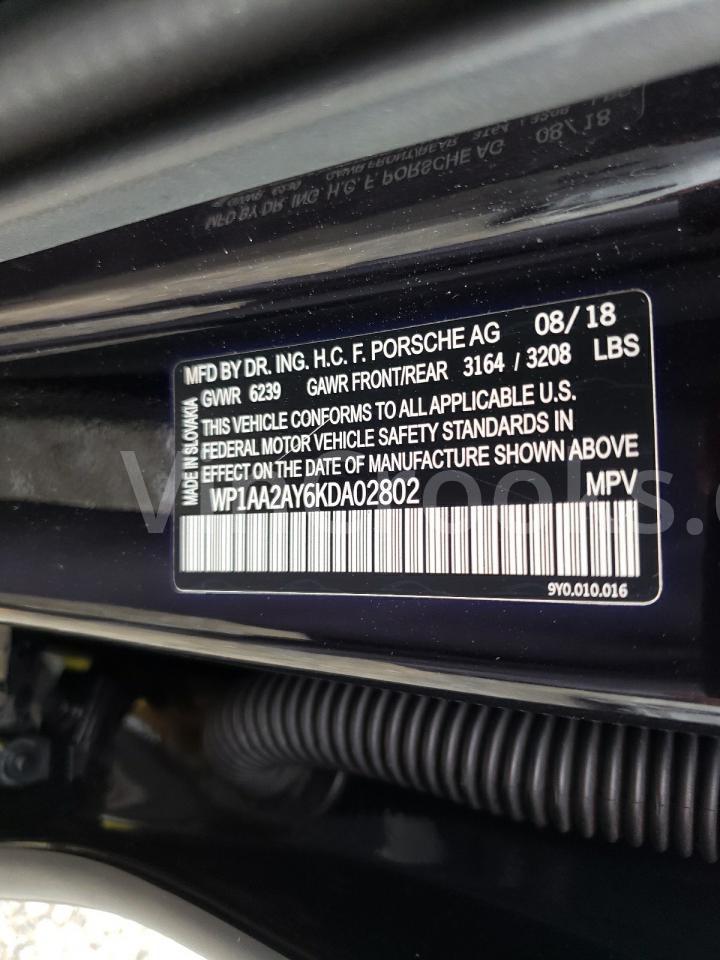 MFD BY DR. ING. H.C. F. PORSCHE AG 08/18
GVWR 6239 GAWR FRONT/REAR 3164 / 3208 LBS
THIS VEHICLE CONFORMS TO ALL APPLICABLE U.S.
FEDERAL MOTOR VEHICLE SAFETY STANDARDS IN
EFFECT ON THE DATE OF MANUFACTURE SHOWN ABOVE
WP1AA2AY6KDA02802 MPV
9Y0.010.016
MADE IN SLOVAKIA